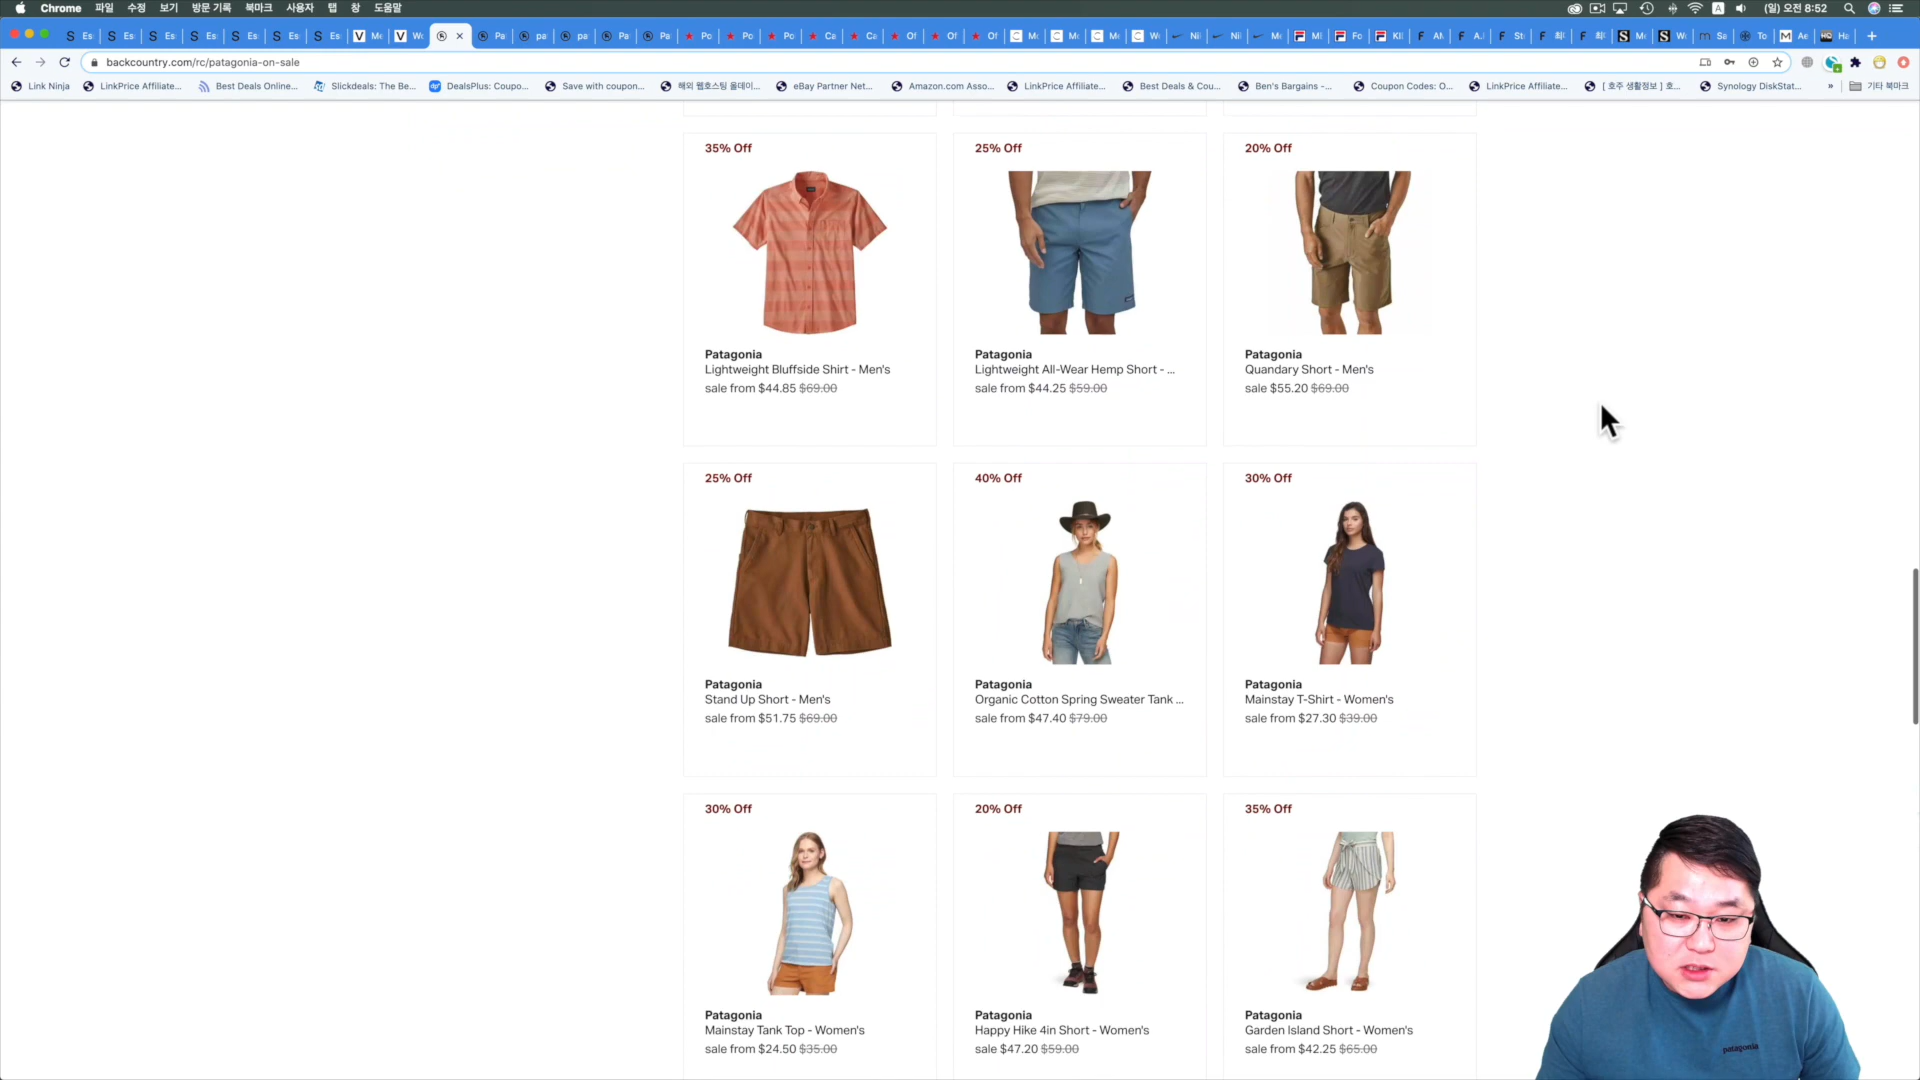 Chrome 파일 수정 보기 방문 기록 북마크 사용자 탭 창 도움말
A (일) 오전 8:52
backcountry.com/rc/patagonia-on-sale
Link Ninja LinkPrice Affiliate... Best Deals Online... Slickdeals: The Be... DealsPlus: Coupo... Save with coupon... 해외 웹호스팅 올데이... eBay Partner Net... Amazon.com Asso... LinkPrice Affiliate... Best Deals & Cou... Ben's Bargains -... Coupon Codes: O... LinkPrice Affiliate... [ 호주 생활정보 ] 호... Synology DiskStat... » 기타 북마크
35% Off 25% Off 20% Off
Patagonia Patagonia Patagonia
Lightweight Bluffside Shirt - Men's Lightweight All-Wear Hemp Short - ... Quandary Short - Men's
sale from $44.85 $69.00 sale from $44.25 $59.00 sale $55.20 $69.00
25% Off 40% Off 30% Off
Patagonia Patagonia Patagonia
Stand Up Short - Men's Organic Cotton Spring Sweater Tank ... Mainstay T-Shirt - Women's
sale from $51.75 $69.00 sale from $47.40 $79.00 sale from $27.30 $39.00
30% Off 20% Off 35% Off
Patagonia Patagonia Patagonia
Mainstay Tank Top - Women's Happy Hike 4in Short - Women's Garden Island Short - Women's
sale from $24.50 $35.00 sale $47.20 $59.00 sale from $42.25 $65.00
patagonia